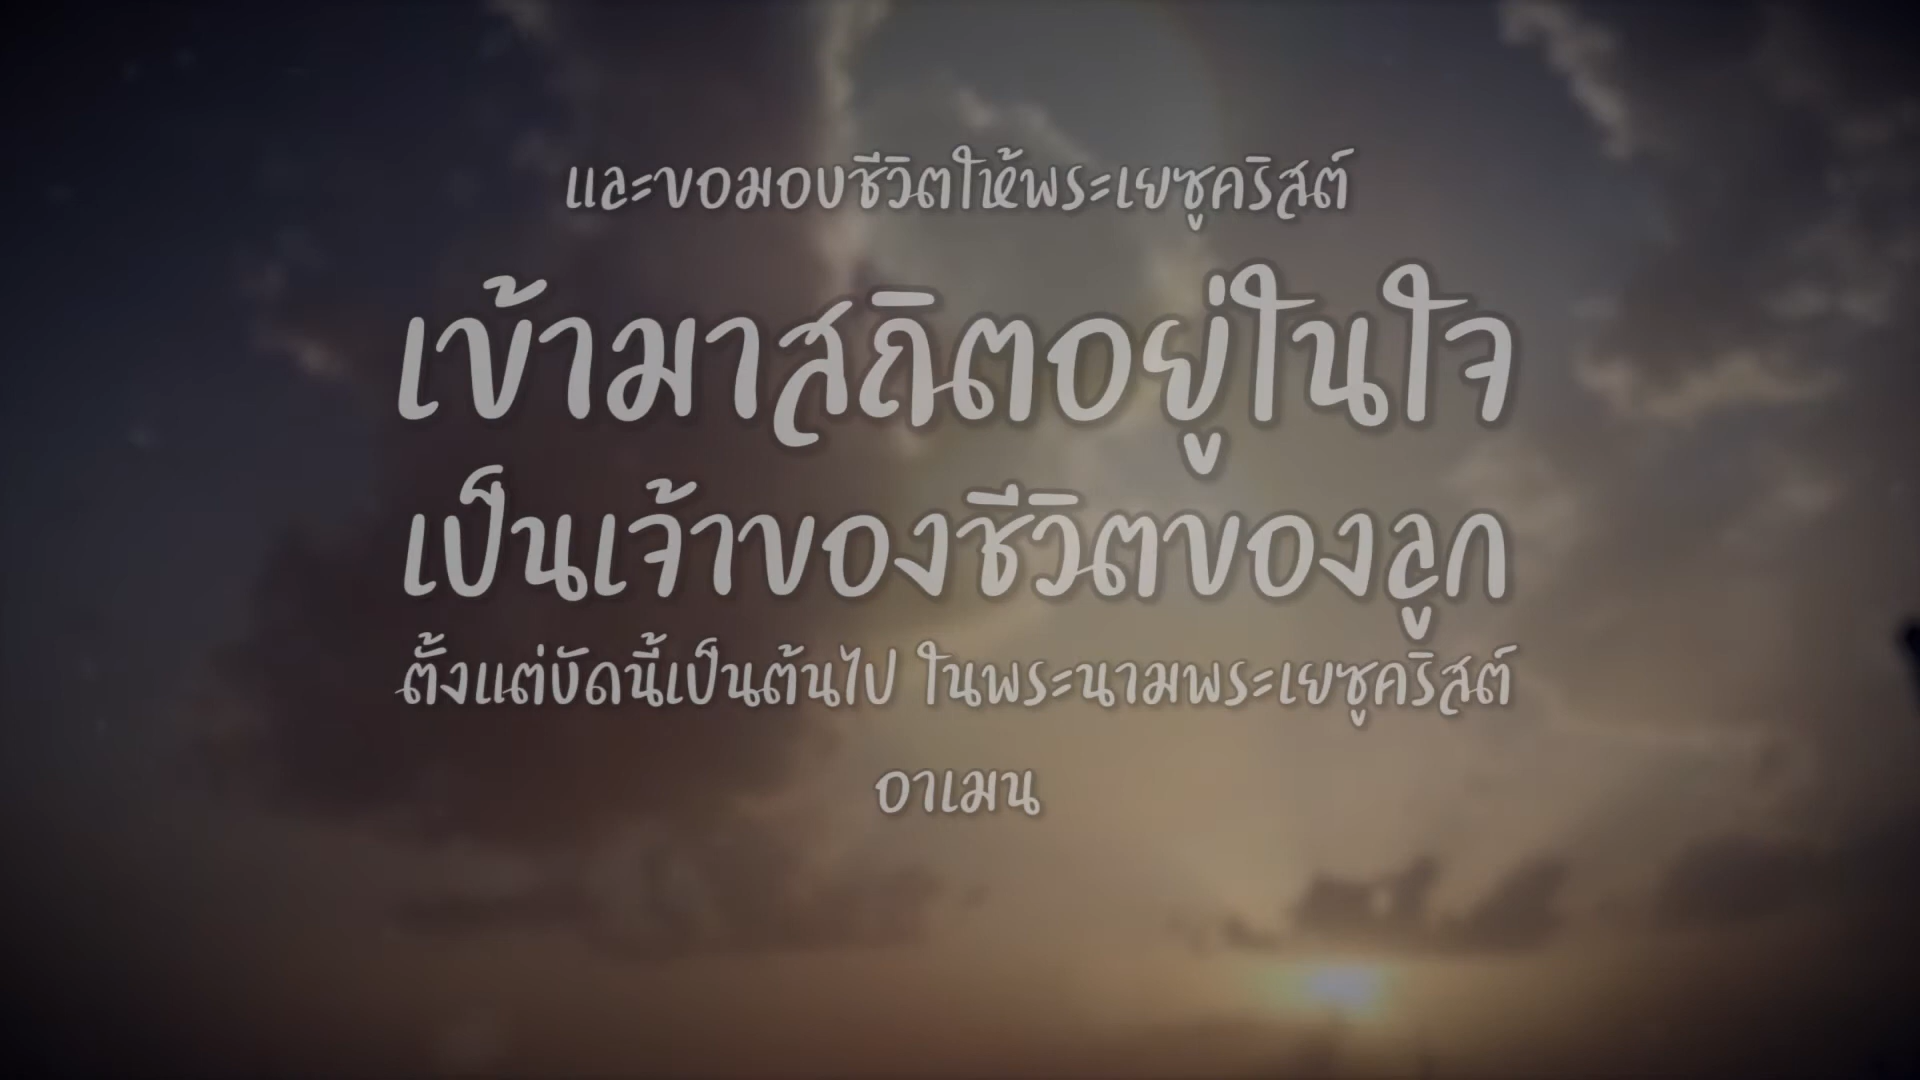 และขอมอบชีวิตให้พระเยซูคริสต์
เข้ามาสถิตอยู่ในใจ
เป็นเจ้าของชีวิตของลูก
ตั้งแต่บัดนี้เป็นต้นไป ในพระนามพระเยซูคริสต์
อาเมน